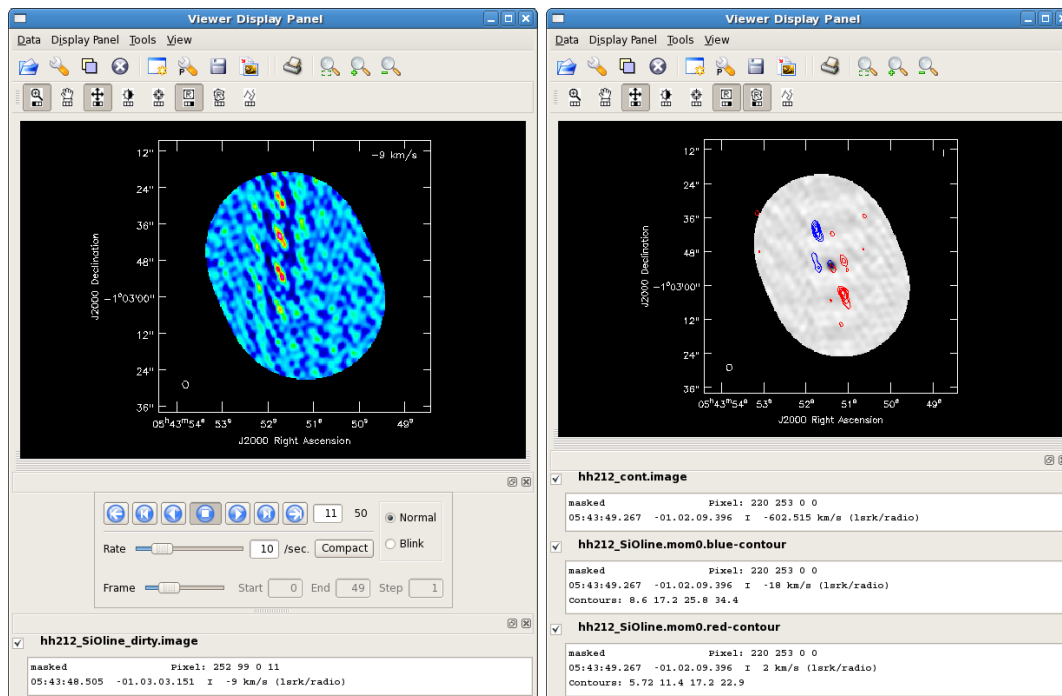 Viewer Display Panel
Data Display Panel Tools View
-9 km/s
12"
24"
36"
48"
-1°03'00"
12"
24"
36"
J2000 Declination
05ʰ43ᵐ54ˢ 53ˢ 52ˢ 51ˢ 50ˢ 49ˢ
J2000 Right Ascension
11 50
Normal
Blink
Rate 10 /sec. Compact
Frame Start 0 End 49 Step 1
hh212_SiOline_dirty.image
masked Pixel: 252 99 0 11
05:43:48.505 -01.03.03.151 I -9 km/s (lsrk/radio)
Viewer Display Panel
Data Display Panel Tools View
I
12"
24"
36"
48"
-1°03'00"
12"
24"
36"
J2000 Declination
05ʰ43ᵐ54ˢ 53ˢ 52ˢ 51ˢ 50ˢ 49ˢ
J2000 Right Ascension
hh212_cont.image
masked Pixel: 220 253 0 0
05:43:49.267 -01.02.09.396 I -602.515 km/s (lsrk/radio)
hh212_SiOline.mom0.blue-contour
masked Pixel: 220 253 0 0
05:43:49.267 -01.02.09.396 I -18 km/s (lsrk/radio)
Contours: 8.6 17.2 25.8 34.4
hh212_SiOline.mom0.red-contour
masked Pixel: 220 253 0 0
05:43:49.267 -01.02.09.396 I 2 km/s (lsrk/radio)
Contours: 5.72 11.4 17.2 22.9